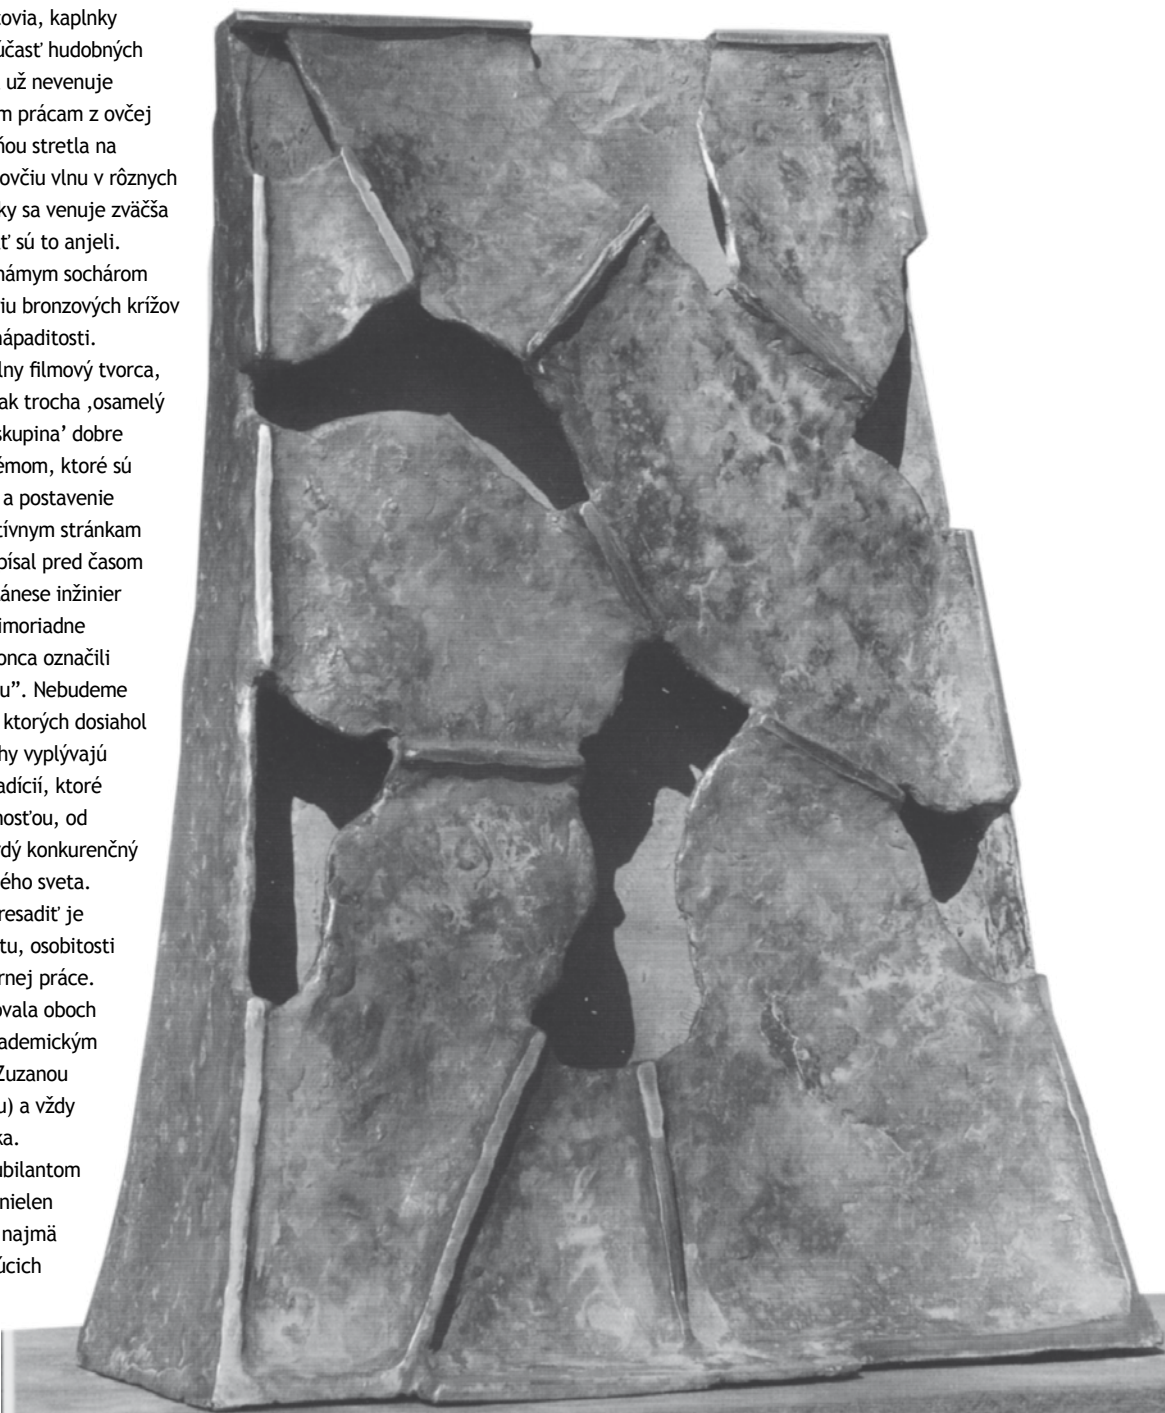 tovia, kaplnky
účasť hudobných
už nevenuje
m prácam z ovčej
ňou stretla na
ovčiu vlnu v rôznych
ky sa venuje zväčša
ť sú to anjeli.
námym sochárom
iu bronzových krížov
nápaditosti.
lny filmový tvorca,
ak trocha ‚osamelý
skupina’ dobre
émom, ktoré sú
a postavenie
tívnym stránkam
písal pred časom
ánese inžinier
imoriadne
onca označili
u”. Nebudeme
ktorých dosiahol
hy vyplývajú
adícií, ktoré
nosťou, od
rdý konkurenčný
ého sveta.
resadiť je
tu, osobitosti
rnej práce.
ovala oboch
ademickým
Zuzanou
u) a vždy
ka.
ubilantom
nielen
najmä
úcich